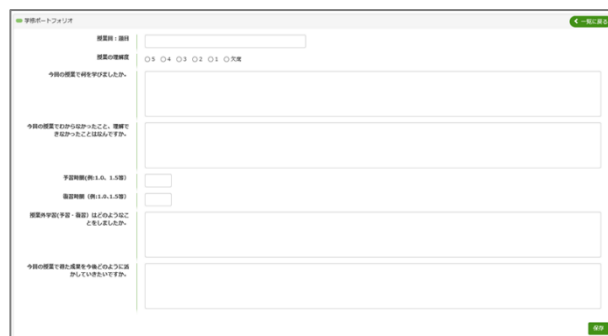 学修ポートフォリオ
一覧に戻る
授業回：題目
授業の理解度
5 4 3 2 1 欠席
今回の授業で何を学びましたか。
今回の授業でわからなかったこと、理解で
きなかったことはなんですか。
予習時間(例:1.0、1.5等)
復習時間（例:1.0,1.5等)
授業外学習(予習・復習）はどのようなこ
とをしましたか。
今回の授業で得た成果を今後どのように活
かしていきたいですか。
保存